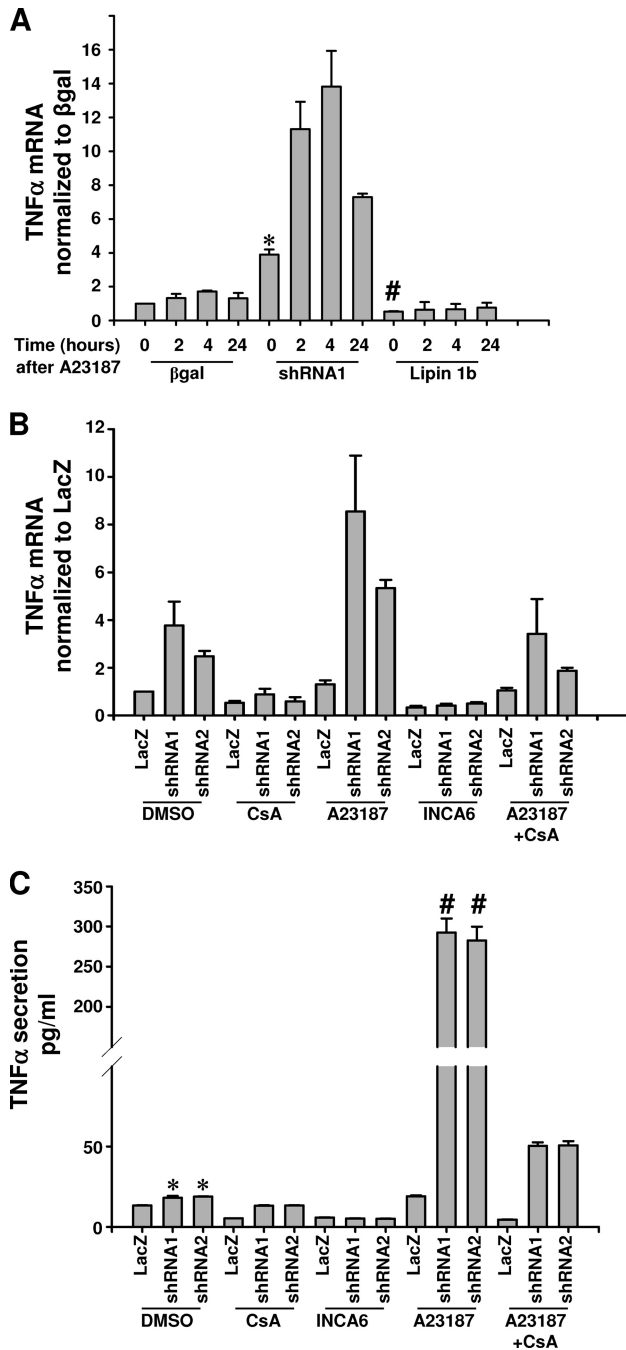 A
TNFα mRNA
normalized to βgal
16
14
12
10
8
6
4
2
0
*
#
Time (hours)
after A23187
0 2 4 24 0 2 4 24 0 2 4 24
βgal shRNA1 Lipin 1b
B
TNFα mRNA
normalized to LacZ
12
10
8
6
4
2
0
LacZ shRNA1 shRNA2 LacZ shRNA1 shRNA2 LacZ shRNA1 shRNA2 LacZ shRNA1 shRNA2 LacZ shRNA1 shRNA2
DMSO CsA A23187 INCA6 A23187
+CsA
C
TNFα secretion
pg/ml
350
300
250
200
50
0
* *
# #
LacZ shRNA1 shRNA2 LacZ shRNA1 shRNA2 LacZ shRNA1 shRNA2 LacZ shRNA1 shRNA2 LacZ shRNA1 shRNA2
DMSO CsA INCA6 A23187 A23187
+CsA